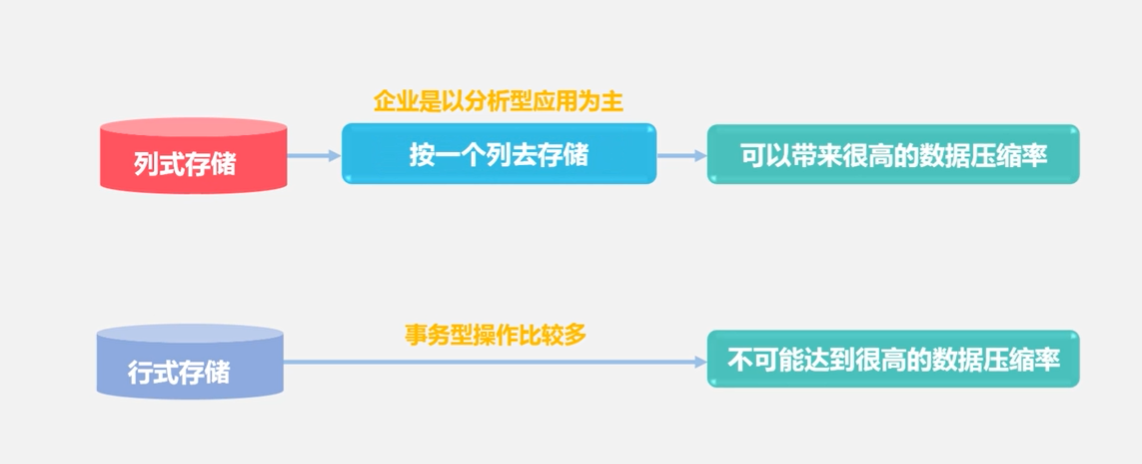 企业是以分析型应用为主
列式存储
按一个列去存储
可以带来很高的数据压缩率
事务型操作比较多
行式存储
不可能达到很高的数据压缩率